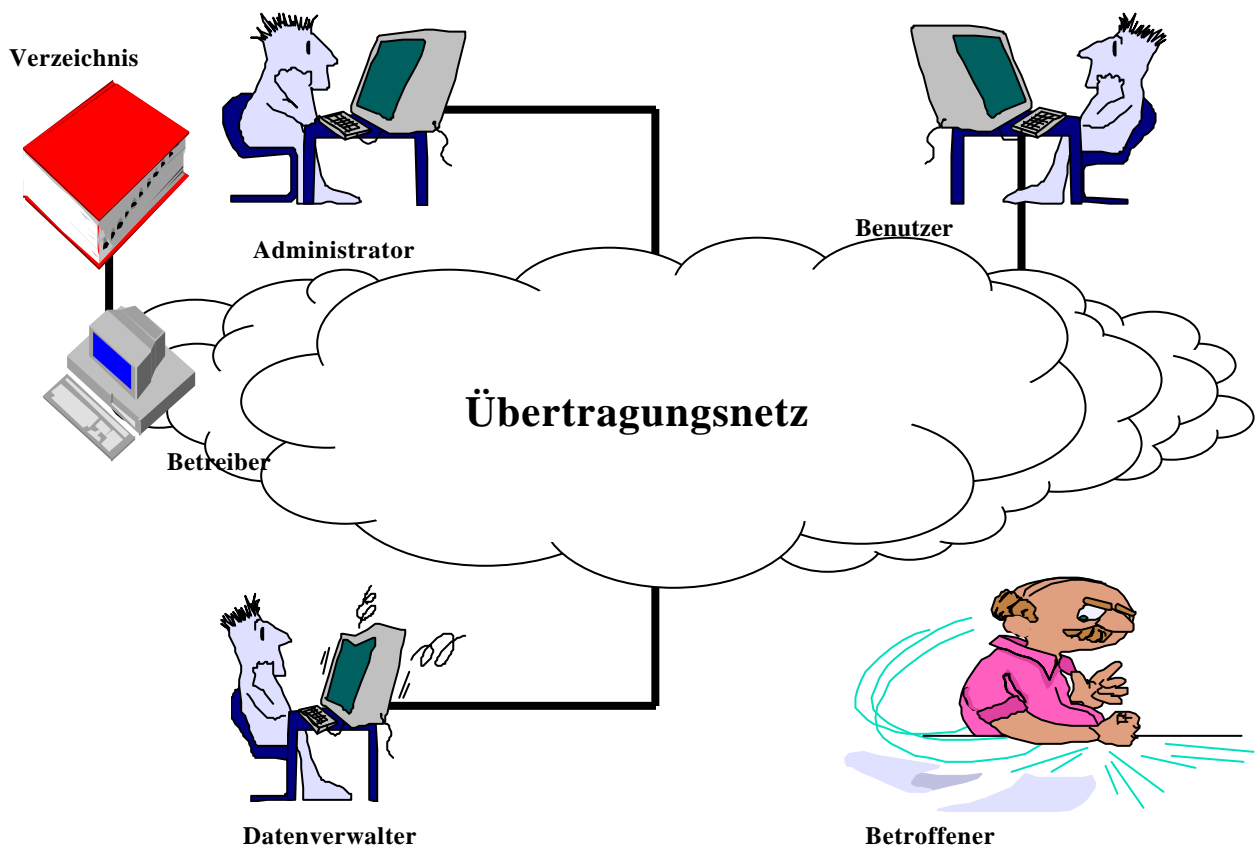 Verzeichnis
Administrator
Benutzer
Übertragungsnetz
Betreiber
Datenverwalter
Betroffener